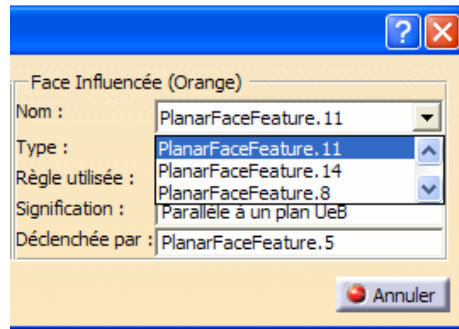 Face Influencée (Orange)
Nom : PlanarFaceFeature.11
Type : PlanarFaceFeature.11
Règle utilisée : PlanarFaceFeature.14
PlanarFaceFeature.8
Signification : Parallèle à un plan UeB
Déclenchée par : PlanarFaceFeature.5
Annuler